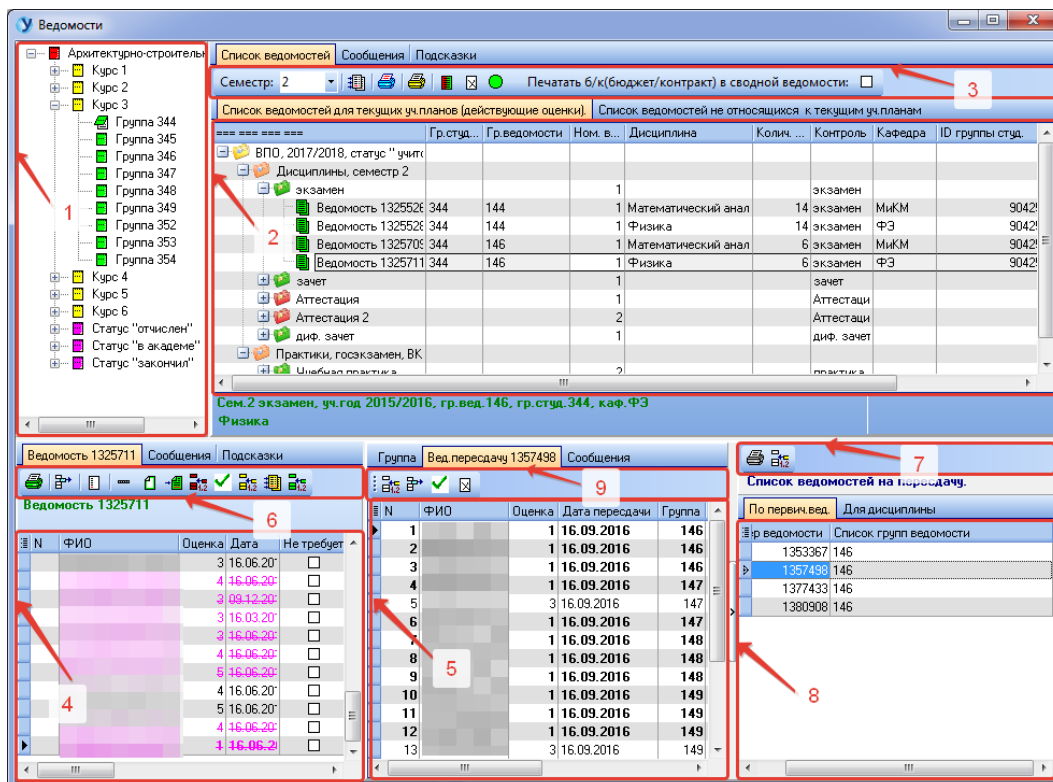 Ведомости
Архитектурно-строитель
Курс 1
Курс 2
Курс 3
Группа 344
Группа 345
Группа 346
Группа 347
Группа 348
Группа 349
Группа 352
Группа 353
Группа 354
Курс 4
Курс 5
Курс 6
Статус "отчислен"
Статус "в академе"
Статус "закончил"
1
Список ведомостей Сообщения Подсказки
Семестр: 2 Печатать б/к(бюджет/контракт) в сводной ведомости:
3
Список ведомостей для текущих уч.планов (действующие оценки). Список ведомостей не относящихся к текущим уч.планам
=== === === === Гр.студ... Гр.ведомости Ном. в... Дисциплина Колич. ... Контроль Кафедра ID группы студ.
ВПО, 2017/2018, статус " учит
Дисциплины, семестр 2
экзамен 1 экзамен
Ведомость 1325526 344 144 1 Математический анал 14 экзамен МиКМ 9042
Ведомость 1325528 344 144 1 Физика 14 экзамен ФЭ 9042
Ведомость 1325709 344 146 1 Математический анал 6 экзамен МиКМ 9042
Ведомость 1325711 344 146 1 Физика 6 экзамен ФЭ 9042
зачет 1 зачет
Аттестация 1 Аттестаци
Аттестация 2 2 Аттестаци
диф. зачет 1 диф. зачет
Практики, госэкзамен, ВК
Учебная практика 2 практика
2
Сем.2 экзамен, уч.год 2015/2016, гр.вед.146, гр.студ.344, каф.ФЭ
Физика
Ведомость 1325711 Сообщения Подсказки
6
Ведомость 1325711
N ФИО Оценка Дата Не требует
3 16.06.20
4 16.06.20
3 09.12.20
3 16.03.20
3 16.06.20
4 16.06.20
5 16.06.20
4 16.06.20
5 16.06.20
4 16.06.20
1 16.06.2
4
Группа Вед.пересдачу 1357498 Сообщения
9
N ФИО Оценка Дата пересдачи Группа
1 1 16.09.2016 146
2 1 16.09.2016 146
3 1 16.09.2016 146
4 1 16.09.2016 147
5 3 16.09.2016 147
6 1 16.09.2016 147
7 1 16.09.2016 148
8 1 16.09.2016 148
9 1 16.09.2016 148
10 1 16.09.2016 149
11 1 16.09.2016 149
12 1 16.09.2016 149
13 3 16.09.2016 149
5
7
Список ведомостей на пересдачу.
По первич.вед. Для дисциплины
р ведомости Список групп ведомости
1353367 146
1357498 146
1377433 146
1380908 146
8